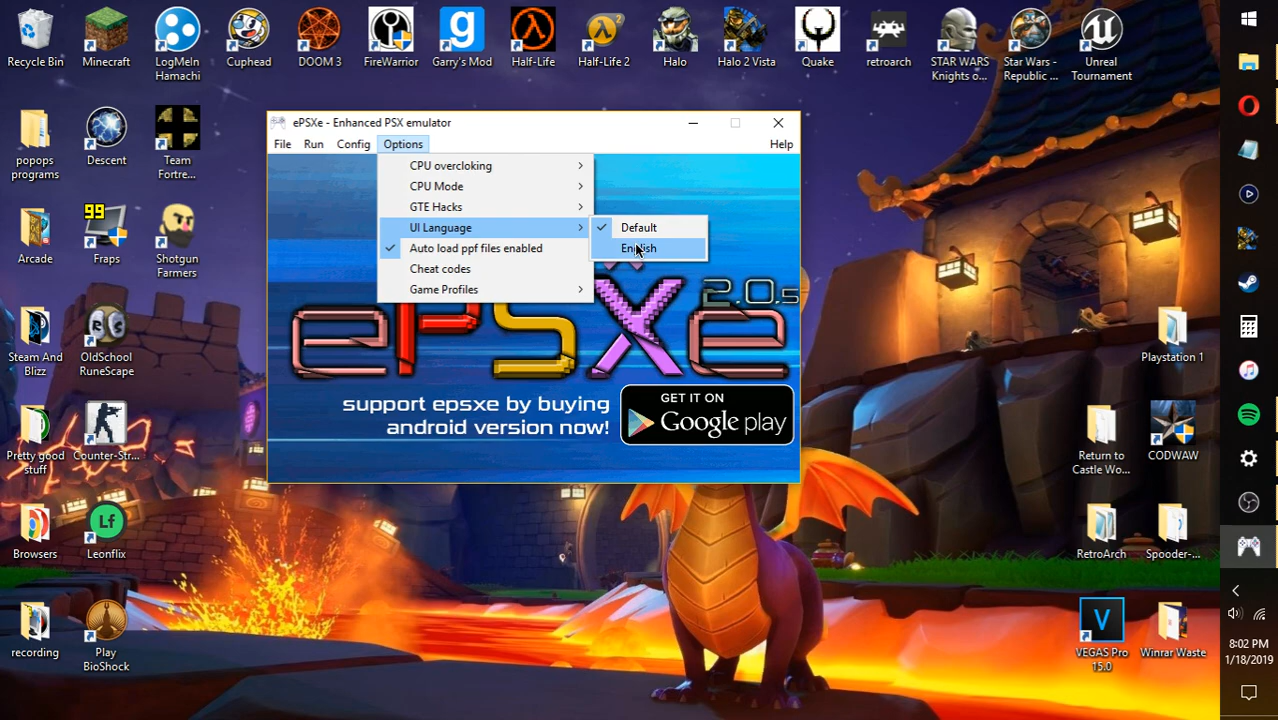 Recycle Bin
Minecraft
LogMeIn
Hamachi
Cuphead
DOOM 3
FireWarrior
Garry's Mod
Half-Life
Half-Life 2
Halo
Halo 2 Vista
Quake
retroarch
STAR WARS
Knights o...
Star Wars -
Republic ...
Unreal
Tournament
popops
programs
Descent
Team
Fortre...
Arcade
99
Fraps
Shotgun
Farmers
Steam And
Blizz
OldSchool
RuneScape
Pretty good
stuff
Counter-Str...
Browsers
Lf
Leonflix
recording
Play
BioShock
ePSXe - Enhanced PSX emulator
File
Run
Config
Options
Help
CPU overcloking
CPU Mode
GTE Hacks
UI Language
Auto load ppf files enabled
Cheat codes
Game Profiles
Default
English
2.0.5
ePSXe
support epsxe by buying
android version now!
GET IT ON
Google play
Playstation 1
Return to
Castle Wo...
CODWAW
RetroArch
Spooder-...
V
VEGAS Pro
15.0
Winrar Waste
8:02 PM
1/18/2019